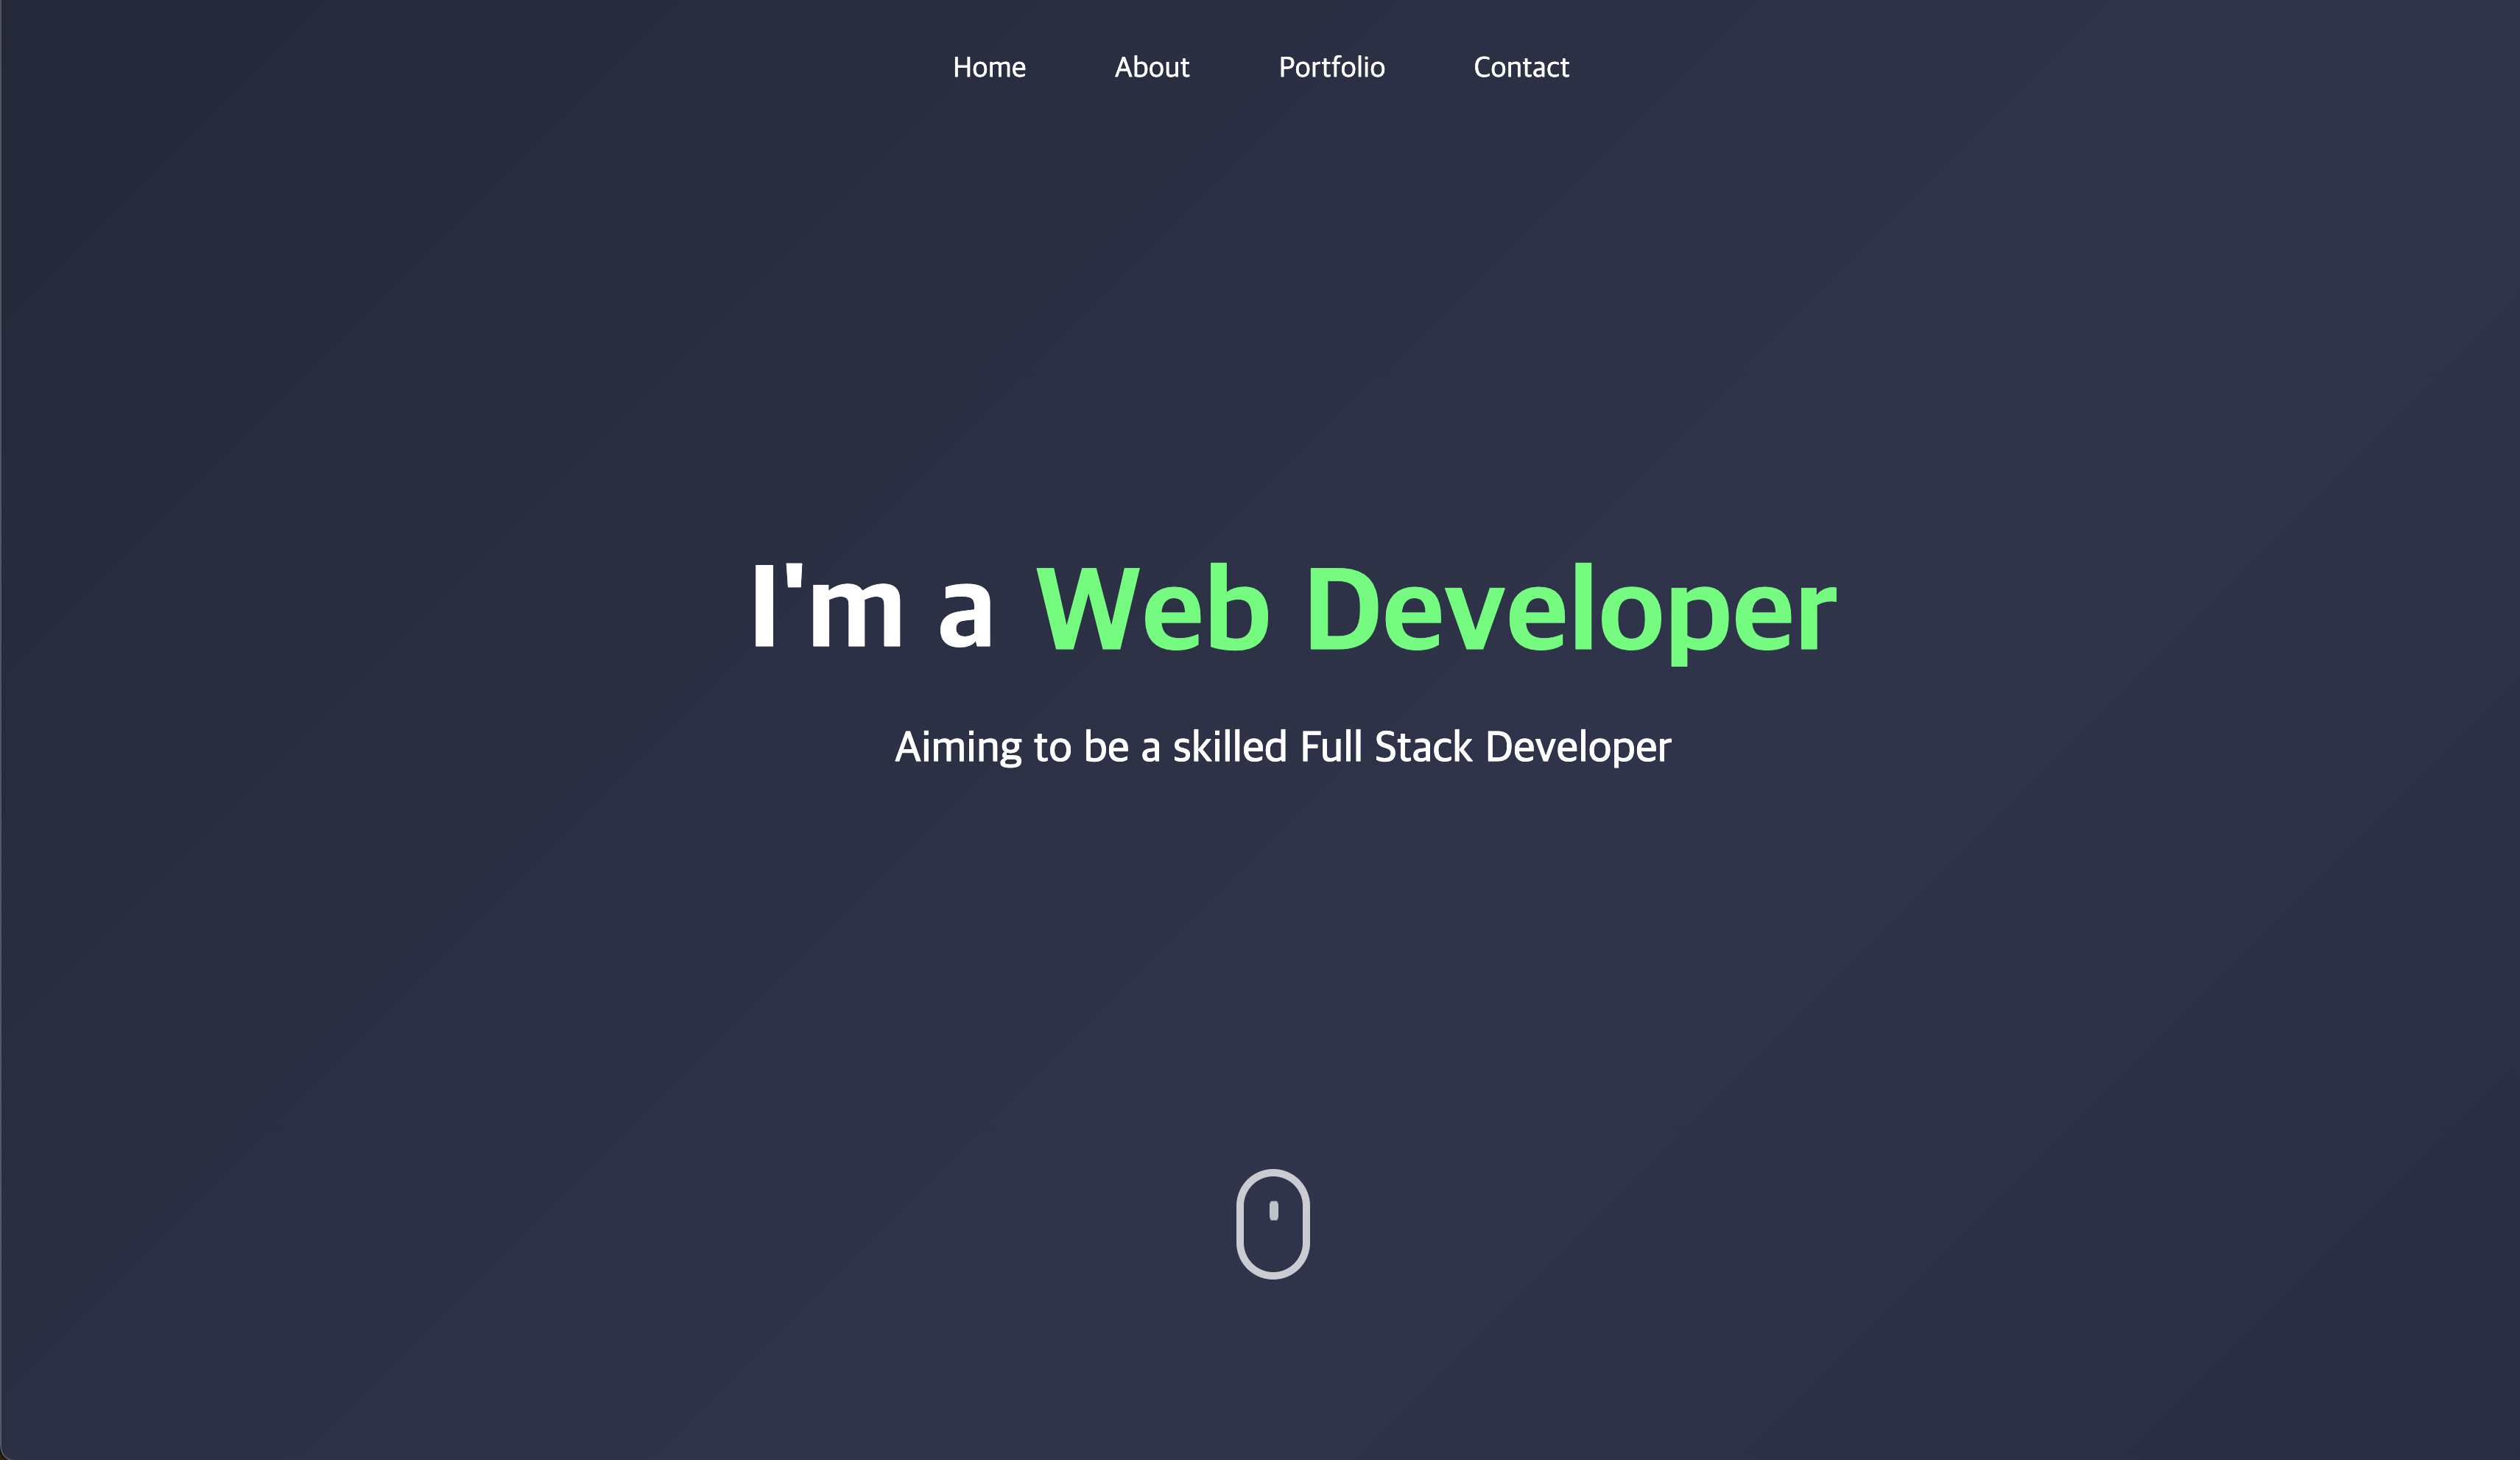 Home About Portfolio Contact
I'm a Web Developer
Aiming to be a skilled Full Stack Developer